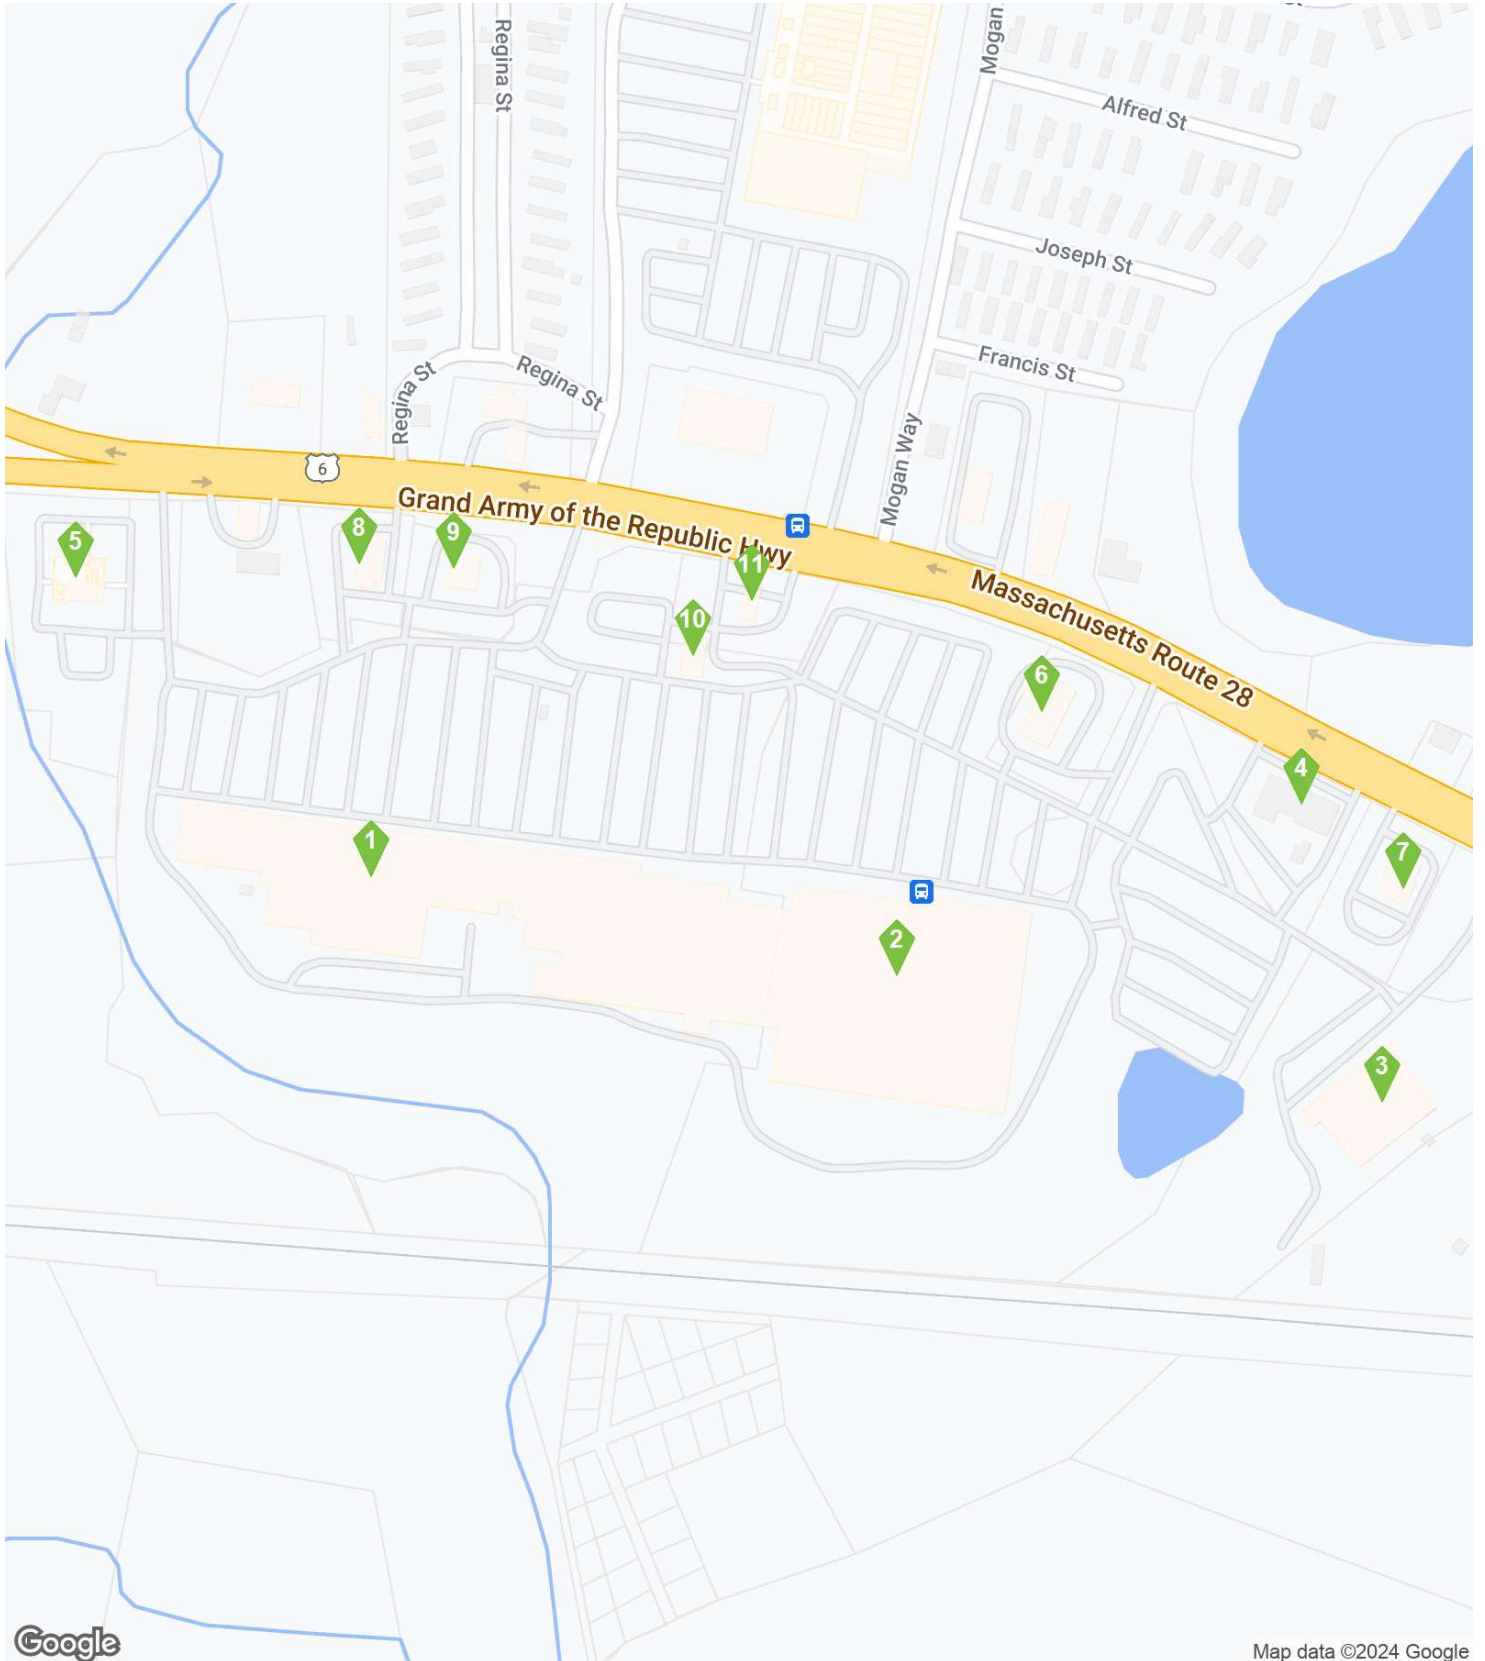 Regina St
Mogan
Alfred St
Joseph St
Francis St
Regina St
Regina St
Mogan Way
6
Grand Army of the Republic Hwy
Massachusetts Route 28
5
8
9
11
10
6
4
7
1
2
3
Google
Map data ©2024 Google